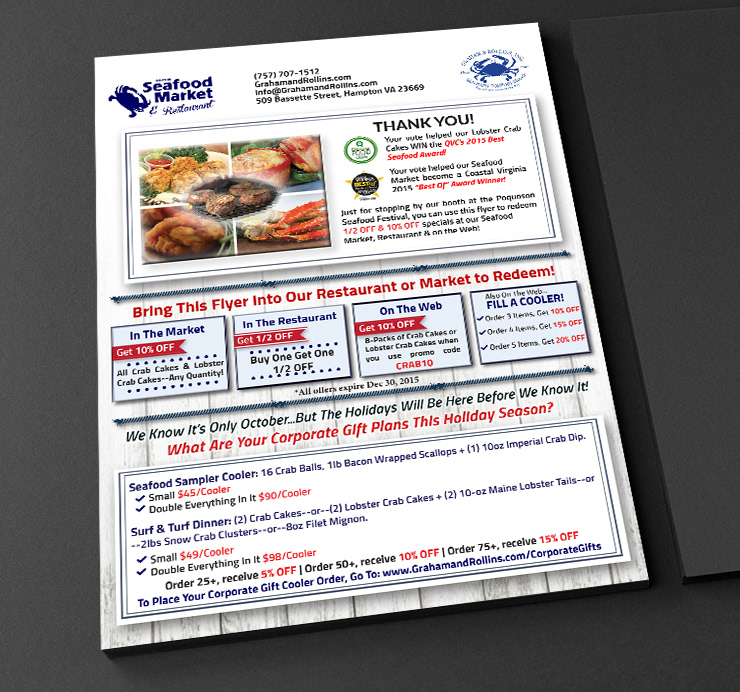 Seafood
Market
& Restaurant
(757) 707-1512
GrahamandRollins.com
Info@GrahamandRollins.com
509 Bassette Street, Hampton VA 23669
THANK YOU!
Your vote helped our Lobster Crab
Cakes WIN the QVC's 2015 Best
Seafood Award!
Your vote helped our Seafood
Market become a Coastal Virginia
2015 "Best Of" Award Winner!
Just for stopping by our booth at the Poquoson
Seafood Festival, you can use this flyer to redeem
1/2 OFF & 10% OFF specials at our Seafood
Market, Restaurant & on the Web!
Bring This Flyer Into Our Restaurant or Market to Redeem!
In The Market
Get 10% OFF
All Crab Cakes & Lobster
Crab Cakes--Any Quantity!
In The Restaurant
Get 1/2 OFF
Buy One Get One
1/2 OFF
On The Web
Get 10% OFF
8-Packs of Crab Cakes or
Lobster Crab Cakes when
you use promo code
CRAB10
Also On the Web...
FILL A COOLER!
Order 3 Items, Get 10% OFF
Order 4 Items, Get 15% OFF
Order 5 Items, Get 20% OFF
*All offers expire Dec 30, 2015
We Know It's Only October...But The Holidays Will Be Here Before We Know It!
What Are Your Corporate Gift Plans This Holiday Season?
Seafood Sampler Cooler: 16 Crab Balls, 1lb Bacon Wrapped Scallops + (1) 10oz Imperial Crab Dip.
Small $45/Cooler
Double Everything In It $90/Cooler
Surf & Turf Dinner: (2) Crab Cakes--or--(2) Lobster Crab Cakes + (2) 10-oz Maine Lobster Tails--or
--2lbs Snow Crab Clusters--or--8oz Filet Mignon.
Small $49/Cooler
Double Everything In It $98/Cooler
Order 25+, receive 5% OFF | Order 50+, receive 10% OFF | Order 75+, receive 15% OFF
To Place Your Corporate Gift Cooler Order, Go To: www.GrahamandRollins.com/CorporateGifts